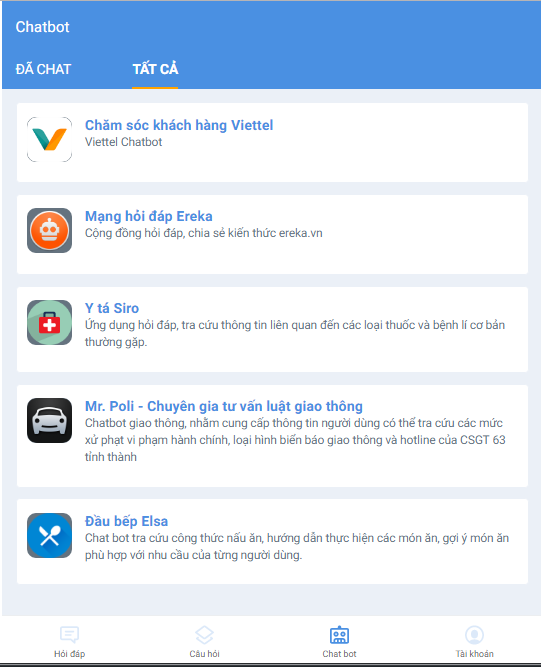 Chatbot
ĐÃ CHAT
TẤT CẢ
Chăm sóc khách hàng Viettel
Viettel Chatbot
Mạng hỏi đáp Ereka
Cộng đồng hỏi đáp, chia sẻ kiến thức ereka.vn
Y tá Siro
Ứng dụng hỏi đáp, tra cứu thông tin liên quan đến các loại thuốc và bệnh lí cơ bản
thường gặp.
Mr. Poli - Chuyên gia tư vấn luật giao thông
Chatbot giao thông, nhằm cung cấp thông tin người dùng có thể tra cứu các mức
xử phạt vi phạm hành chính, loại hình biển báo giao thông và hotline của CSGT 63
tỉnh thành
Đầu bếp Elsa
Chat bot tra cứu công thức nấu ăn, hướng dẫn thực hiện các món ăn, gợi ý món ăn
phù hợp với nhu cầu của từng người dùng.
Hỏi đáp
Câu hỏi
Chat bot
Tài khoản